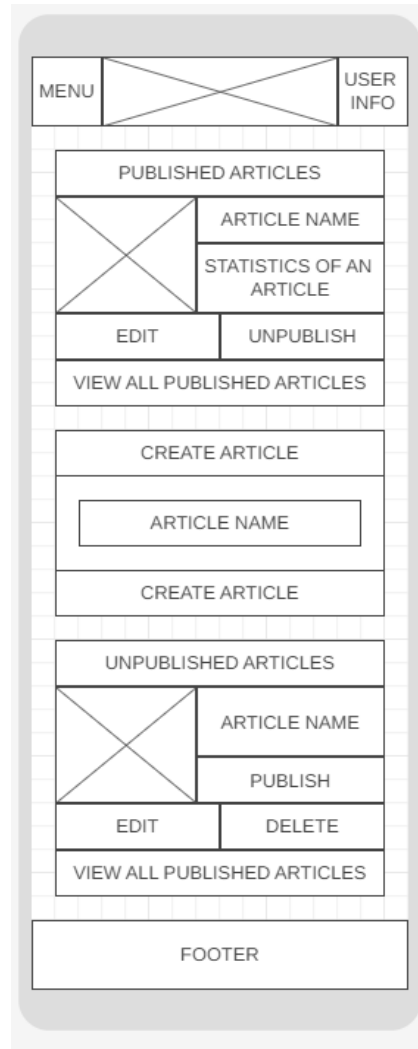 MENU
USER
INFO
PUBLISHED ARTICLES
ARTICLE NAME
STATISTICS OF AN
ARTICLE
EDIT
UNPUBLISH
VIEW ALL PUBLISHED ARTICLES
CREATE ARTICLE
ARTICLE NAME
CREATE ARTICLE
UNPUBLISHED ARTICLES
ARTICLE NAME
PUBLISH
EDIT
DELETE
VIEW ALL PUBLISHED ARTICLES
FOOTER